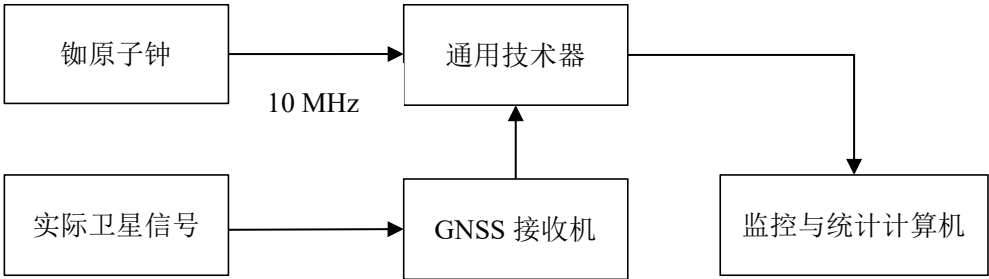 铷原子钟
通用技术器
10 MHz
实际卫星信号
GNSS 接收机
监控与统计计算机